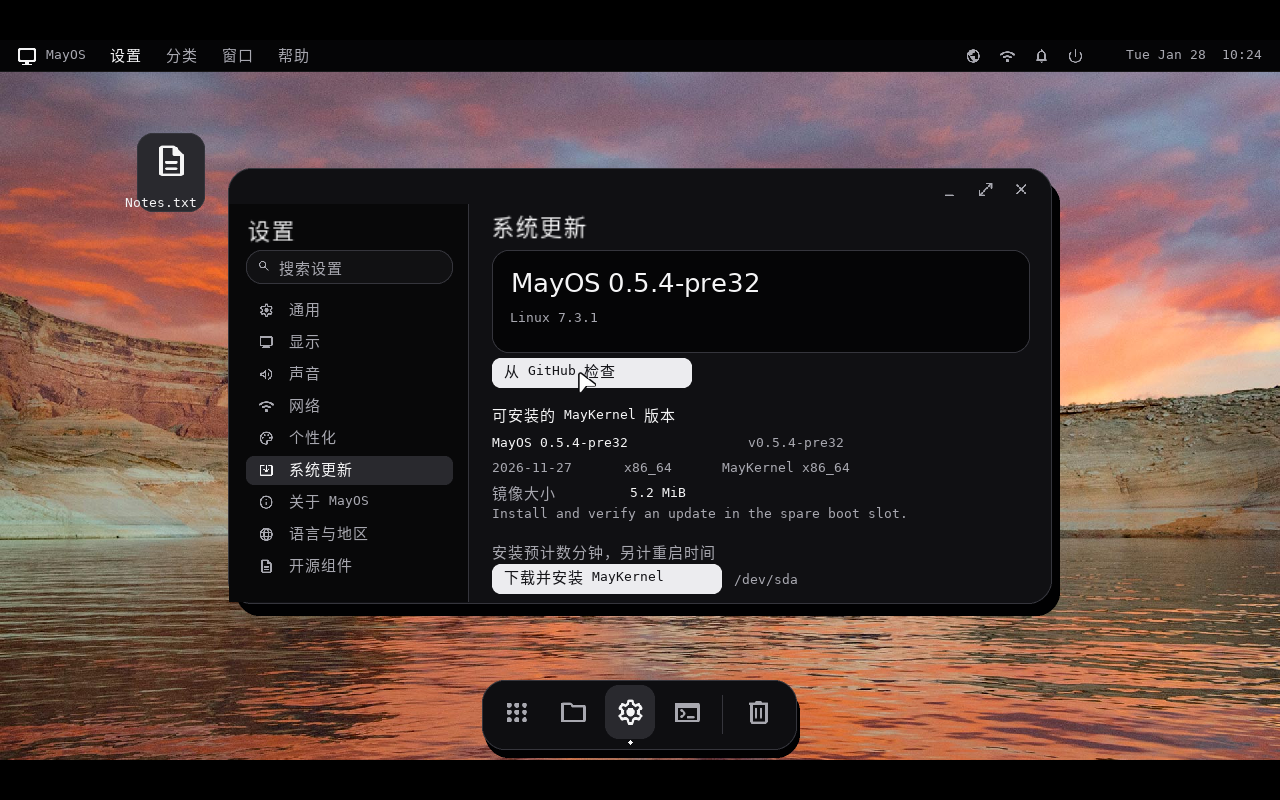 MayOS 设置 分类 窗口 帮助 Tue Jan 28 10:24
Notes.txt
设置
搜索设置
通用
显示
声音
网络
个性化
系统更新
关于 MayOS
语言与地区
开源组件
系统更新
MayOS 0.5.4-pre32
Linux 7.3.1
从 GitHub 检查
可安装的 MayKernel 版本
MayOS 0.5.4-pre32 v0.5.4-pre32
2026-11-27 x86_64 MayKernel x86_64
镜像大小 5.2 MiB
Install and verify an update in the spare boot slot.
安装预计数分钟，另计重启时间
下载并安装 MayKernel /dev/sda